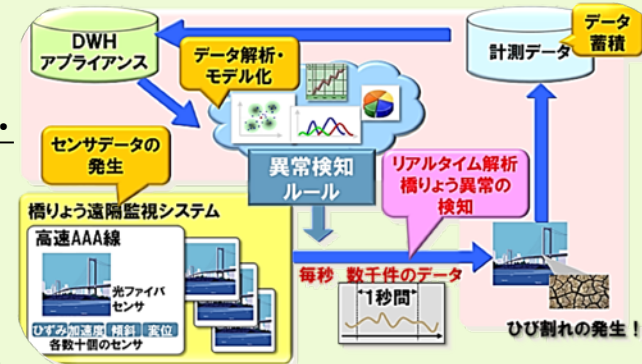 DWH
アプライアンス
データ解析・
モデル化
計測データ
データ
蓄積
センサデータの
発生
異常検知
ルール
リアルタイム解析
橋りょう異常の
検知
橋りょう遠隔監視システム
高速AAA線
光ファイバ
センサ
ひずみ 加速度 傾斜 変位
各数十個のセンサ
毎秒 数千件のデータ
1秒間
ひび割れの発生！